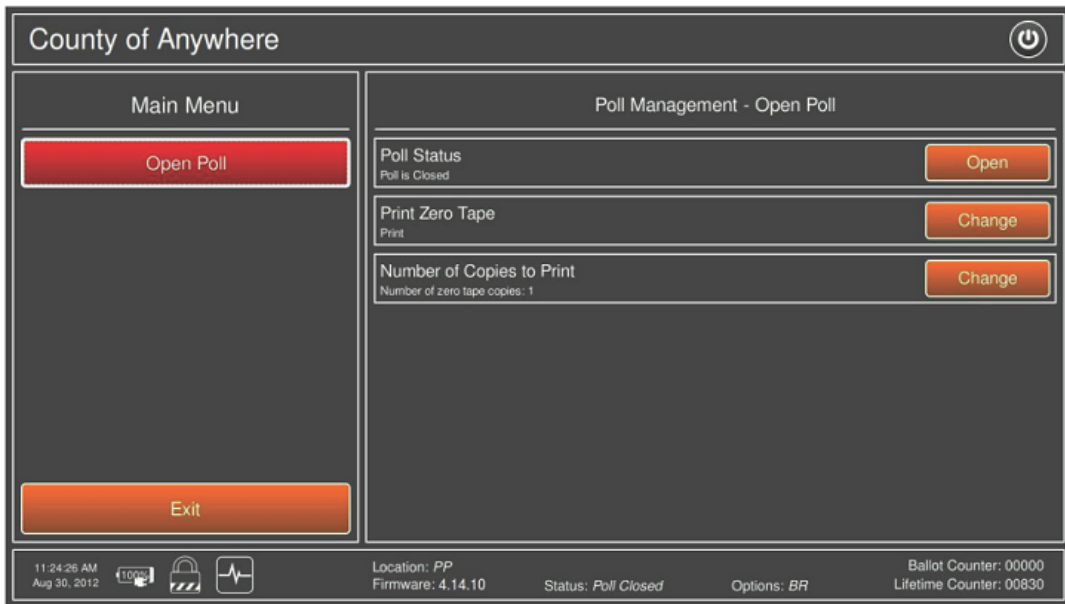 County of Anywhere
Main Menu
Open Poll
Exit
Poll Management - Open Poll
Poll Status
Poll is Closed
Open
Print Zero Tape
Print
Change
Number of Copies to Print
Number of zero tape copies: 1
Change
11:24:26 AM
Aug 30, 2012
100%
Location: PP
Firmware: 4.14.10
Status: Poll Closed
Options: BR
Ballot Counter: 00000
Lifetime Counter: 00830